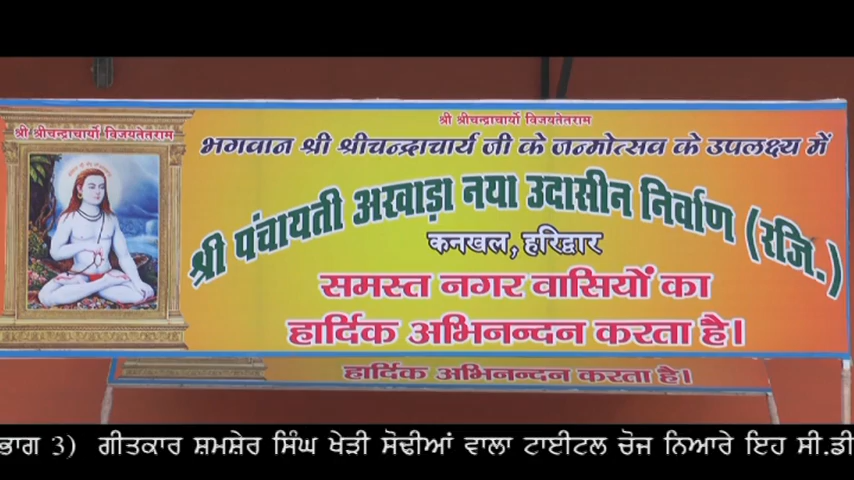 श्री श्रीचन्द्राचार्यो विजयतेतराम
श्री श्रीचन्द्राचार्यो विजयतेतराम
भगवान श्री श्रीचन्द्राचार्य जी के जन्मोत्सव के उपलक्ष्य में
श्री पंचायती अखाड़ा नया उदासीन निर्वाण (रजि.)
कनखल, हरिद्वार
समस्त नगर वासियों का
हार्दिक अभिनन्दन करता है।
हार्दिक अभिनन्दन करता है।
ਭਾਗ 3) ਗੀਤਕਾਰ ਸ਼ਮਸ਼ੇਰ ਸਿੰਘ ਖੇੜੀ ਸੋਢੀਆਂ ਵਾਲਾ ਟਾਈਟਲ ਚੋਜ ਨਿਆਰੇ ਇਹ ਸੀ.ਡੀ